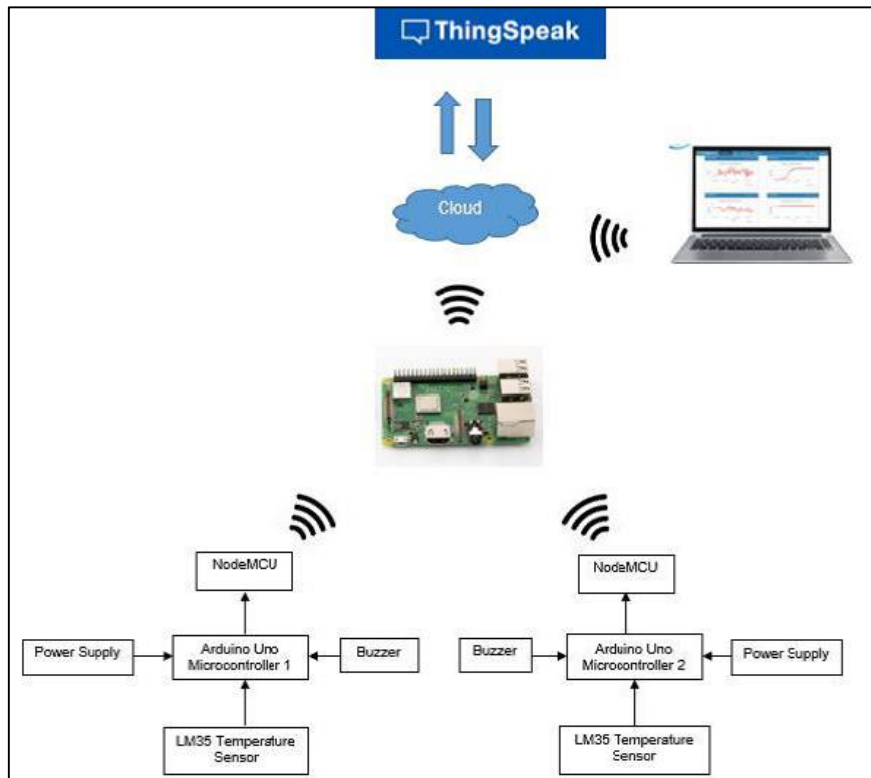 ThingSpeak
Cloud
NodeMCU
NodeMCU
Power Supply
Arduino Uno
Microcontroller 1
Buzzer
Buzzer
Arduino Uno
Microcontroller 2
Power Supply
LM35 Temperature
Sensor
LM35 Temperature
Sensor